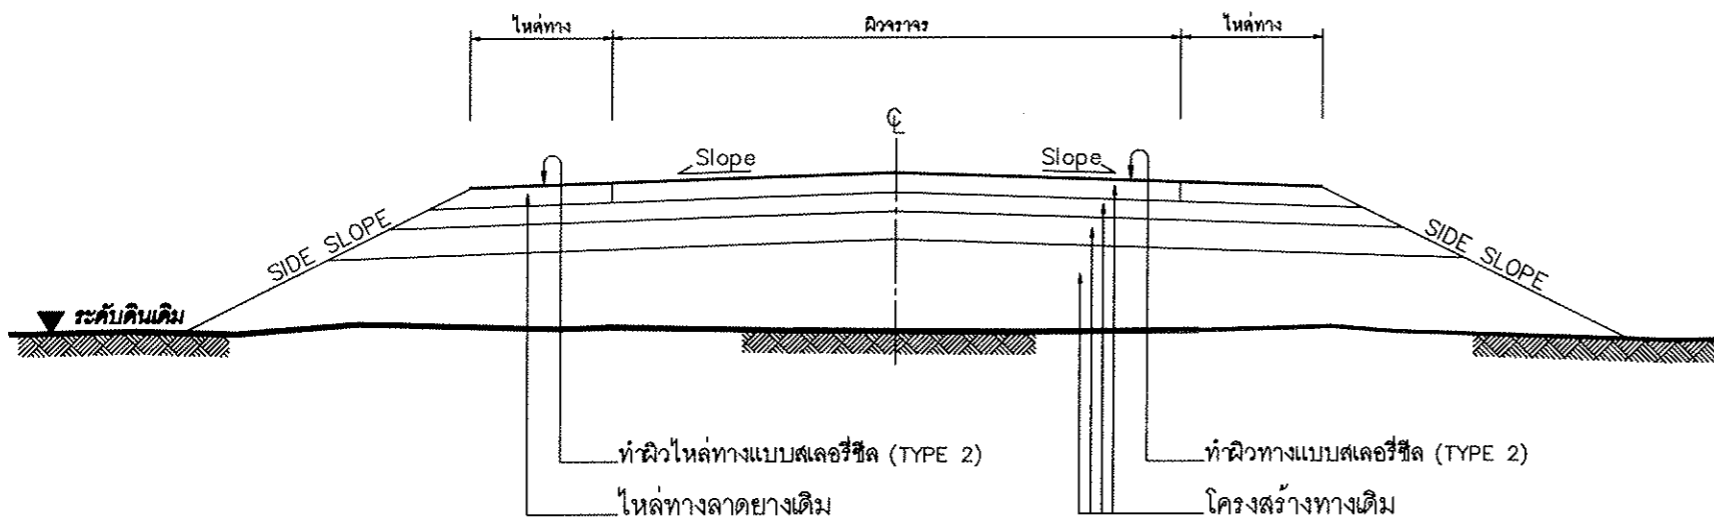 ไหล่ทาง ผิวจราจร ไหล่ทาง
℄
Slope Slope
SIDE SLOPE SIDE SLOPE
ระดับดินเดิม
ทำผิวไหล่ทางแบบสเลอรี่ซีล (TYPE 2) ทำผิวทางแบบสเลอรี่ซีล (TYPE 2)
ไหล่ทางลาดยางเดิม โครงสร้างทางเดิม